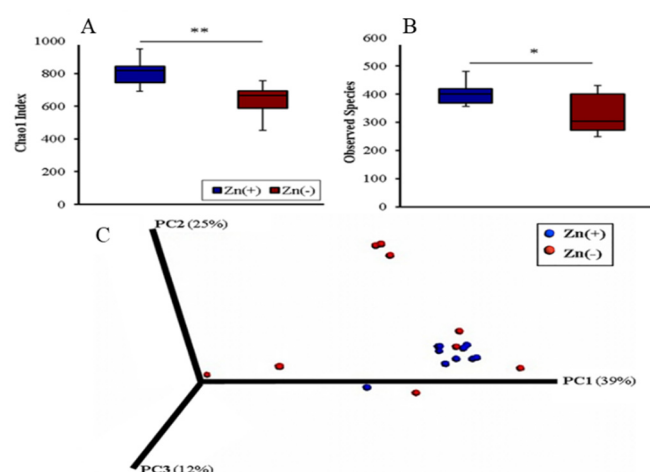 A
**
1000
800
600
400
200
0
Chao1 Index
Zn(+) Zn(-)
B
*
600
500
400
300
200
100
0
Observed Species
C
PC2 (25%)
Zn(+)
Zn(-)
PC1 (39%)
PC3 (12%)